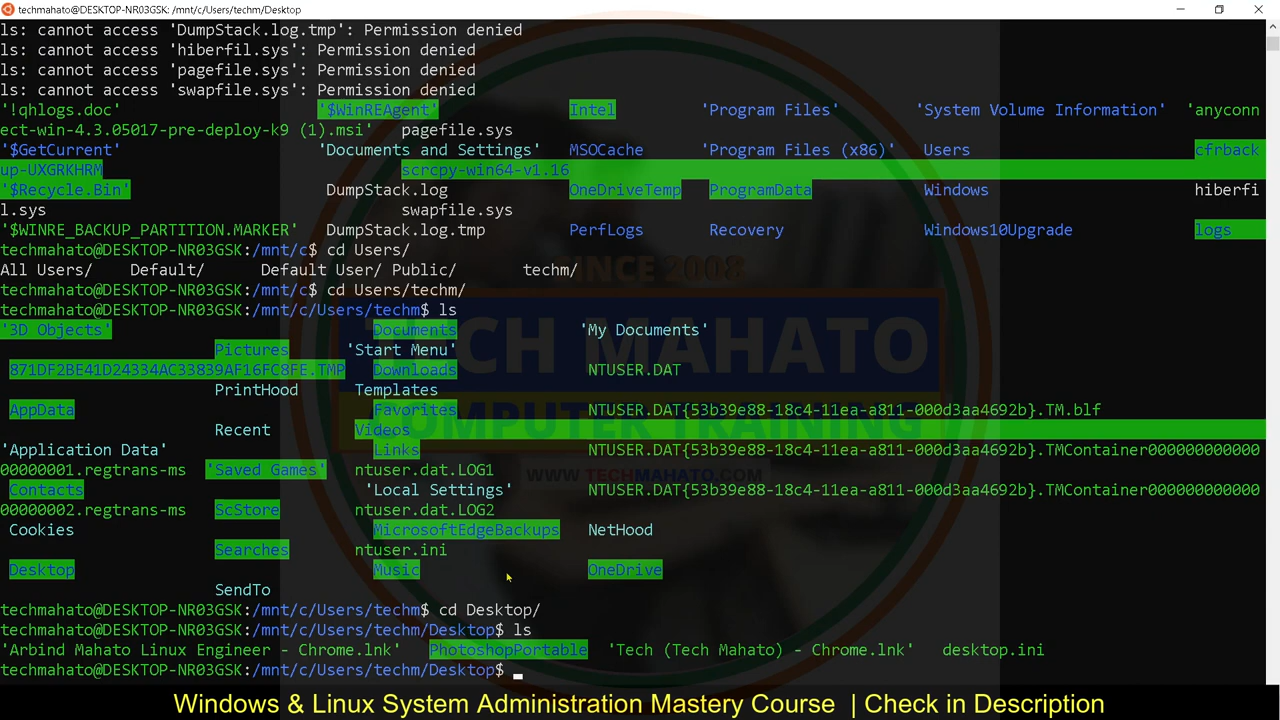 techmahato@DESKTOP-NR03GSK: /mnt/c/Users/techm/Desktop
ls: cannot access 'DumpStack.log.tmp': Permission denied
ls: cannot access 'hiberfil.sys': Permission denied
ls: cannot access 'pagefile.sys': Permission denied
ls: cannot access 'swapfile.sys': Permission denied
'!qhlogs.doc' '$WinREAgent' Intel 'Program Files' 'System Volume Information' 'anyconn
ect-win-4.3.05017-pre-deploy-k9 (1).msi' pagefile.sys
'$GetCurrent' 'Documents and Settings' MSOCache 'Program Files (x86)' Users cfrback
up-UXGRKHRM scrcpy-win64-v1.16
'$Recycle.Bin' DumpStack.log OneDriveTemp ProgramData Windows hiberfi
l.sys swapfile.sys
'$WINRE_BACKUP_PARTITION.MARKER' DumpStack.log.tmp PerfLogs Recovery Windows10Upgrade logs
techmahato@DESKTOP-NR03GSK:/mnt/c$ cd Users/
All Users/ Default/ Default User/ Public/ techm/
techmahato@DESKTOP-NR03GSK:/mnt/c$ cd Users/techm/
techmahato@DESKTOP-NR03GSK:/mnt/c/Users/techm$ ls
'3D Objects' Documents 'My Documents'
Pictures 'Start Menu'
871DF2BE41D24334AC33839AF16FC8FE.TMP Downloads NTUSER.DAT
PrintHood Templates
AppData Favorites NTUSER.DAT{53b39e88-18c4-11ea-a811-000d3aa4692b}.TM.blf
Recent Videos
'Application Data' Links NTUSER.DAT{53b39e88-18c4-11ea-a811-000d3aa4692b}.TMContainer000000000000
00000001.regtrans-ms 'Saved Games' ntuser.dat.LOG1
Contacts 'Local Settings' NTUSER.DAT{53b39e88-18c4-11ea-a811-000d3aa4692b}.TMContainer000000000000
00000002.regtrans-ms ScStore ntuser.dat.LOG2
Cookies MicrosoftEdgeBackups NetHood
Searches ntuser.ini
Desktop Music OneDrive
SendTo
techmahato@DESKTOP-NR03GSK:/mnt/c/Users/techm$ cd Desktop/
techmahato@DESKTOP-NR03GSK:/mnt/c/Users/techm/Desktop$ ls
'Arbind Mahato Linux Engineer - Chrome.lnk' PhotoshopPortable 'Tech (Tech Mahato) - Chrome.lnk' desktop.ini
techmahato@DESKTOP-NR03GSK:/mnt/c/Users/techm/Desktop$
SINCE 2008
TECH MAHATO
COMPUTER TRAINING
WWW.TECHMAHATO.COM
Windows & Linux System Administration Mastery Course | Check in Description